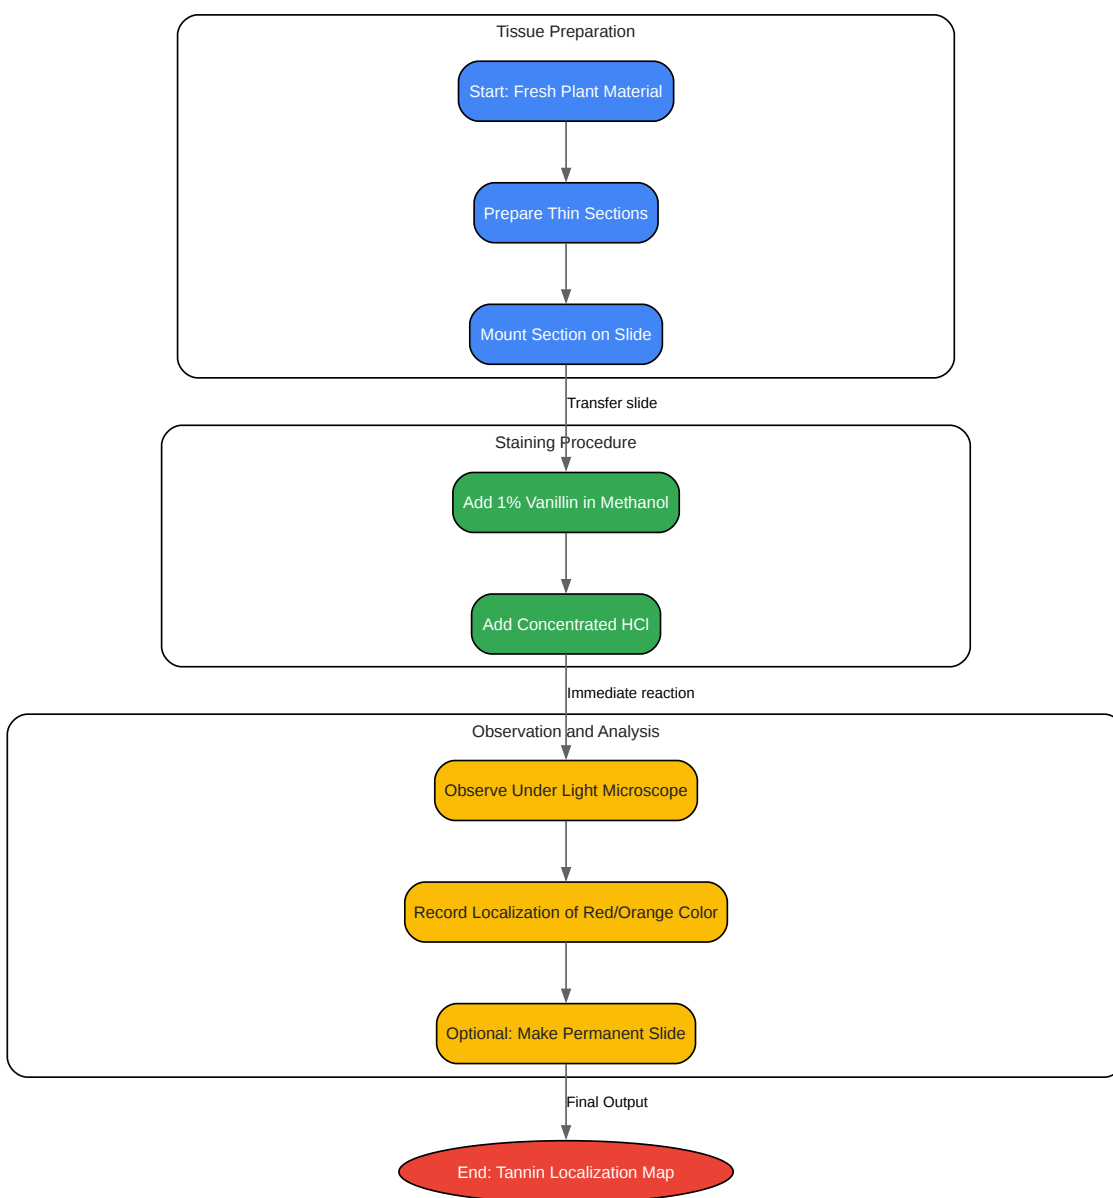 Tissue Preparation
Start: Fresh Plant Material
Prepare Thin Sections
Mount Section on Slide
Transfer slide
Staining Procedure
Add 1% Vanillin in Methanol
Add Concentrated HCl
Immediate reaction
Observation and Analysis
Observe Under Light Microscope
Record Localization of Red/Orange Color
Optional: Make Permanent Slide
Final Output
End: Tannin Localization Map